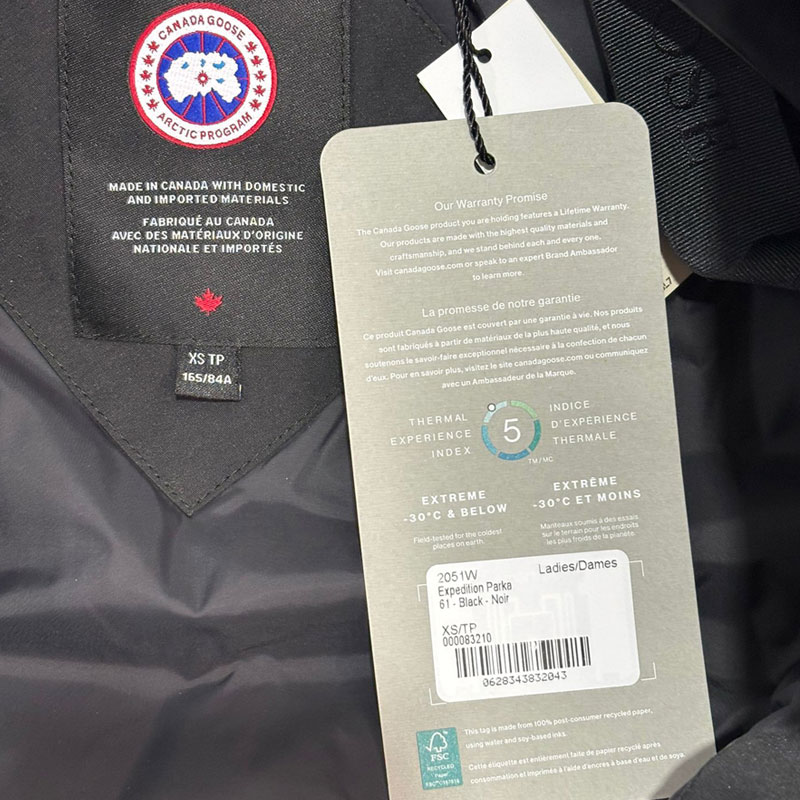 CANADA GOOSE
ARCTIC PROGRAM
MADE IN CANADA WITH DOMESTIC
AND IMPORTED MATERIALS
FABRIQUÉ AU CANADA
AVEC DES MATÉRIAUX D'ORIGINE
NATIONALE ET IMPORTÉS
XS TP
165/84A
Our Warranty Promise
The Canada Goose product you are holding features a Lifetime Warranty.
Our products are made with the highest quality materials and
craftsmanship, and we stand behind each and every one.
Visit canadagoose.com or speak to an expert Brand Ambassador
to learn more.
La promesse de notre garantie
Ce produit Canada Goose est couvert par une garantie à vie. Nos produits
sont fabriqués à partir de matériaux de la plus haute qualité, et nous
soutenons le savoir-faire exceptionnel nécessaire à la confection de chacun
d'eux. Pour en savoir plus, visitez le site canadagoose.com ou communiquez
avec un Ambassadeur de la Marque.
THERMAL
EXPERIENCE
INDEX
5
TM/MC
INDICE
D'EXPÉRIENCE
THERMALE
EXTREME
-30°C & BELOW
Field-tested for the coldest
places on earth.
EXTRÊME
-30°C ET MOINS
Manteaux soumis à des essais
sur le terrain pour les endroits
les plus froids de la planète.
2051W Ladies/Dames
Expedition Parka
61 - Black - Noir
XS/TP
000083210
0628343832043
FSC
RECYCLED
Paper
This tag is made from 100% post-consumer recycled paper,
using water and soy-based inks.
Cette étiquette est entièrement faite de papier recyclé après
consommation et imprimée à l'aide d'encres à base d'eau et de soya.